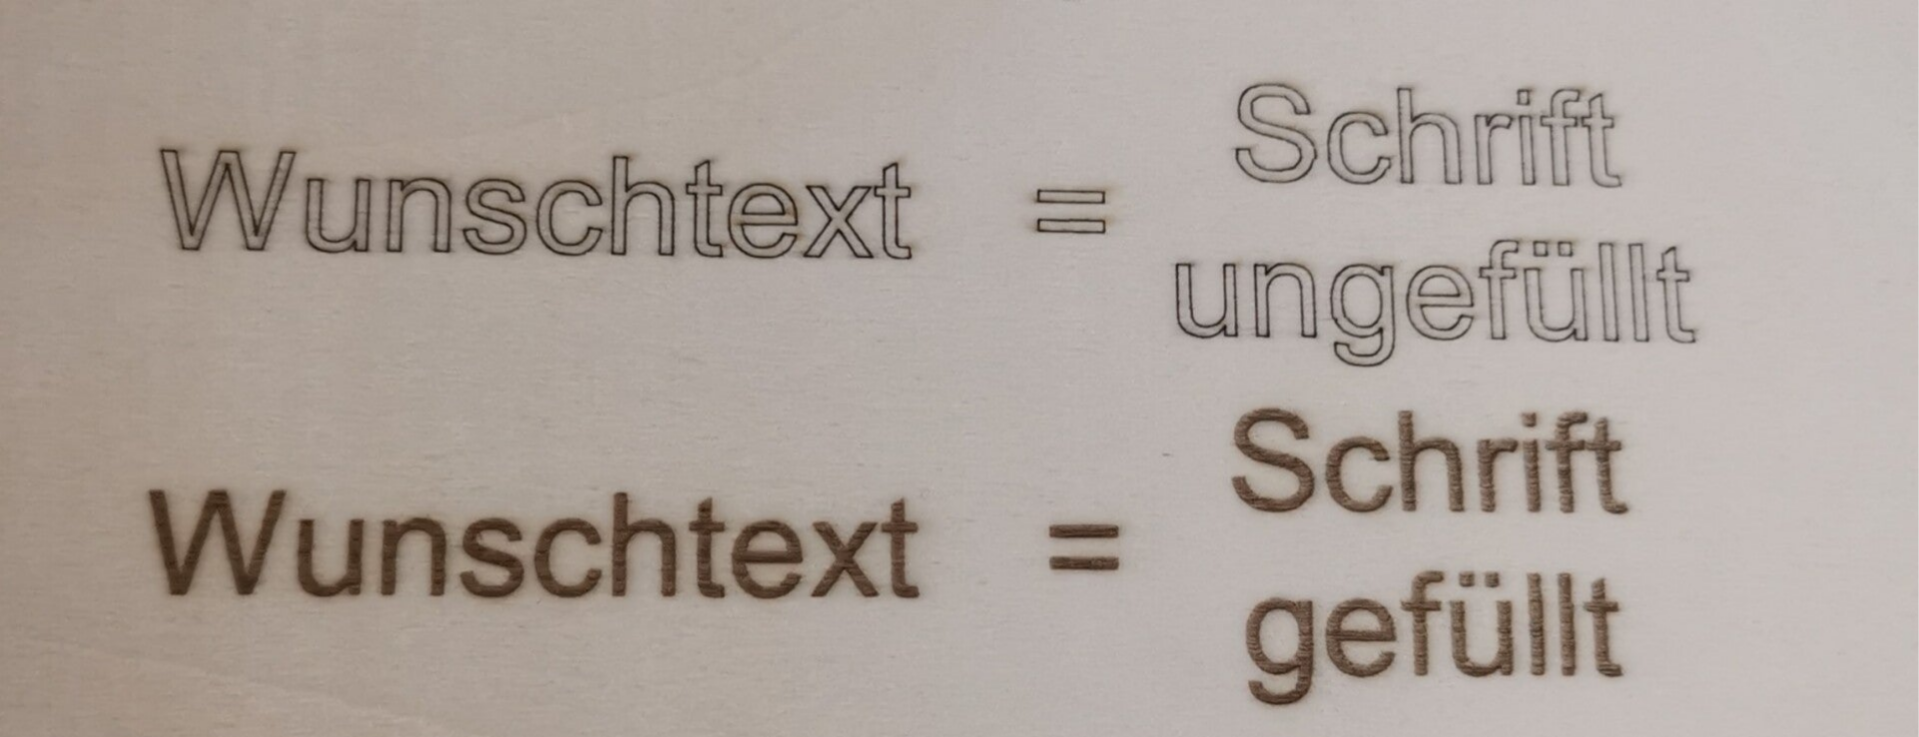 Wunschtext = Schrift
ungefüllt
Wunschtext = Schrift
gefüllt